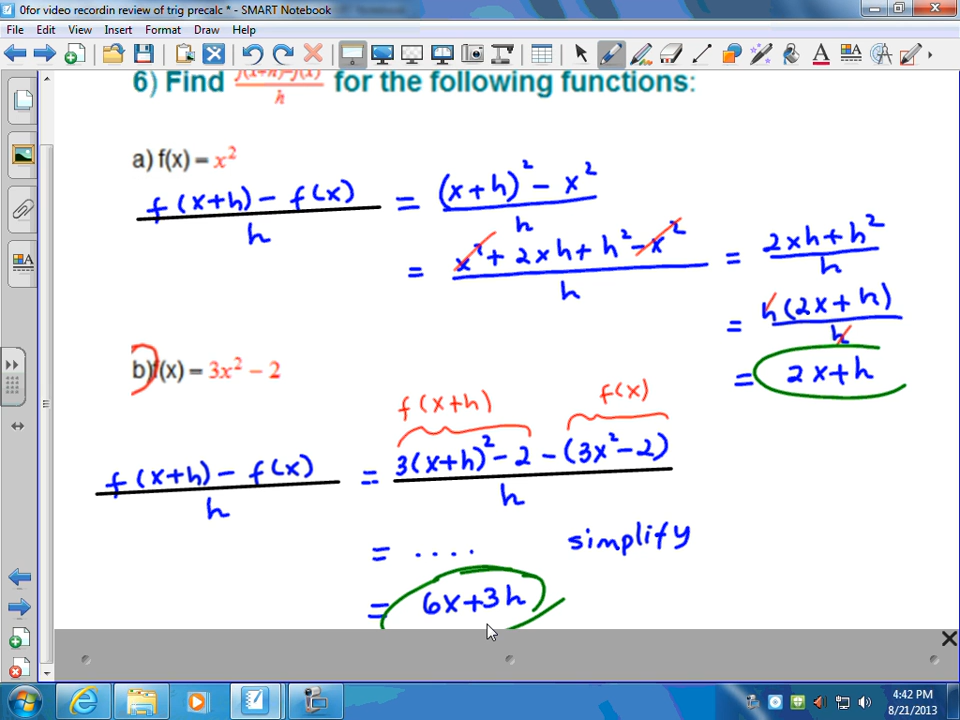 0for video recordin review of trig precalc * - SMART Notebook
File Edit View Insert Format Tools Draw Help
6) Find f(x+h)-f(x)/h for the following functions:
a) f(x) = x²
f(x+h) - f(x)/h = (x+h)² - x²/h
= x² + 2xh + h² - x²/h = 2xh + h²/h
= h(2x+h)/h
= 2x+h
b) f(x) = 3x² - 2
f(x+h) f(x)
f(x+h) - f(x)/h = 3(x+h)² - 2 - (3x² - 2)/h
= .... simplify
= 6x+3h
4:42 PM
8/21/2013